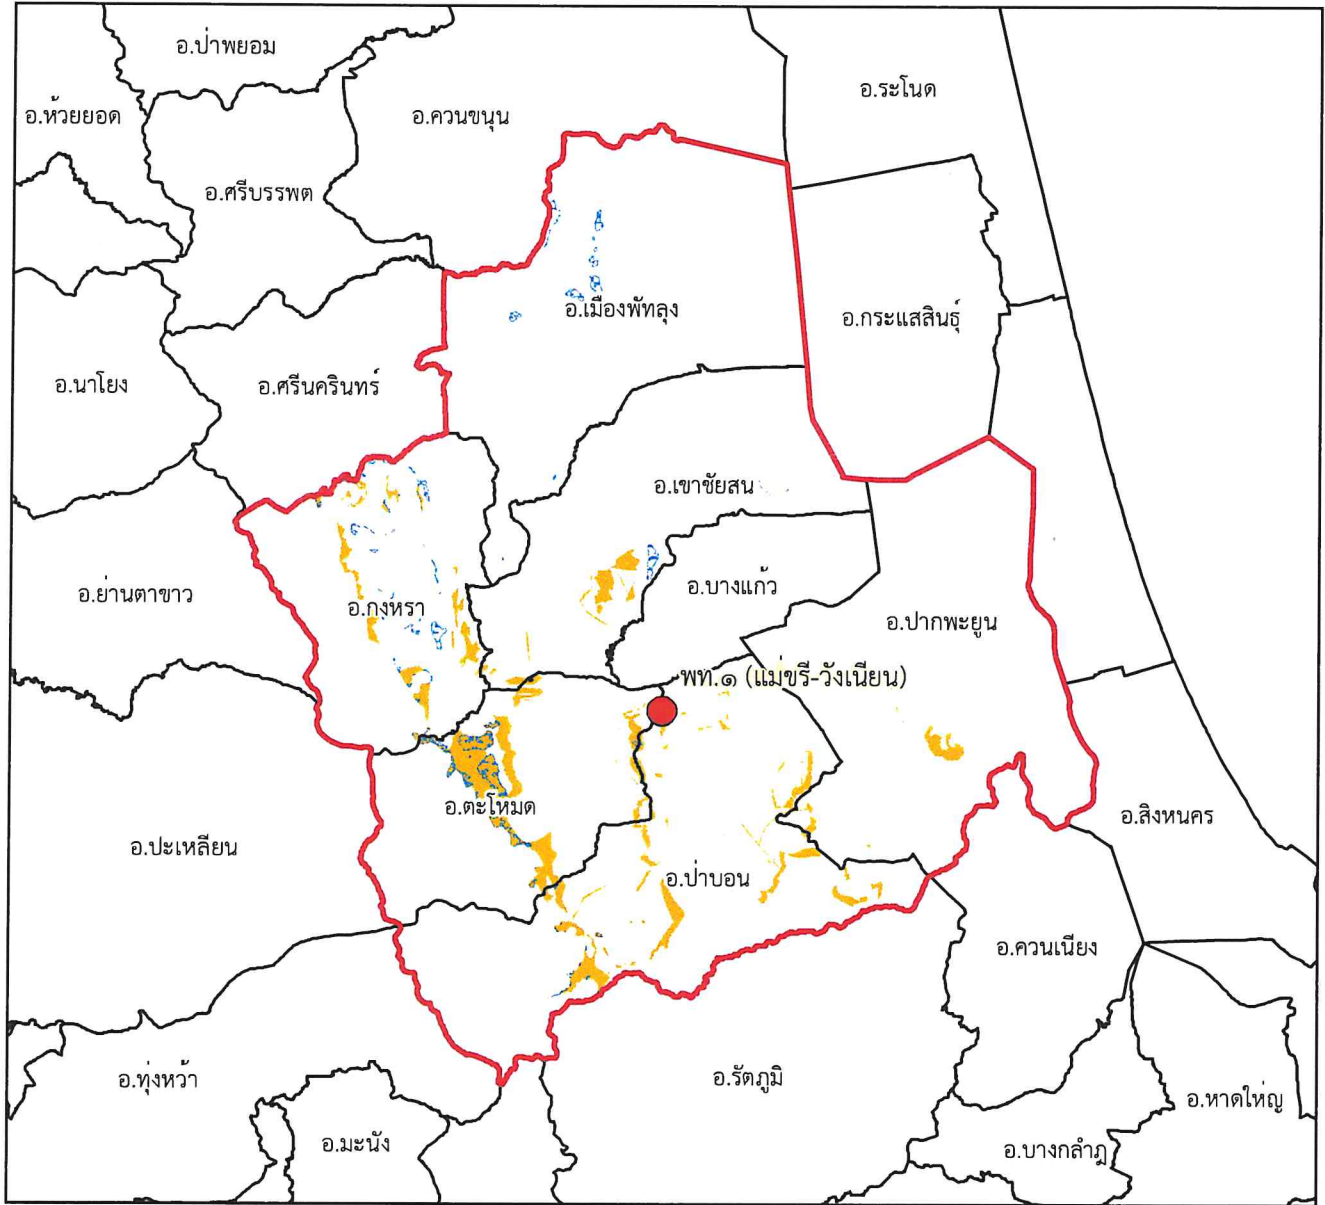 อ.ป่าพยอม
อ.ระโนด
อ.ห้วยยอด
อ.ควนขนุน
อ.ศรีบรรพต
อ.เมืองพัทลุง
อ.กระแสสินธุ์
อ.นาโยง
อ.ศรีนครินทร์
อ.เขาชัยสน
อ.บางแก้ว
อ.ย่านตาขาว
อ.กงหรา
อ.ปากพะยูน
พท.๑ (แม่ขรี-วังเนียน)
อ.ตะโหมด
อ.สิงหนคร
อ.ปะเหลียน
อ.ป่าบอน
อ.ควนเนียง
อ.ทุ่งหว้า
อ.รัตภูมิ
อ.หาดใหญ่
อ.มะนัง
อ.บางกล่ำ